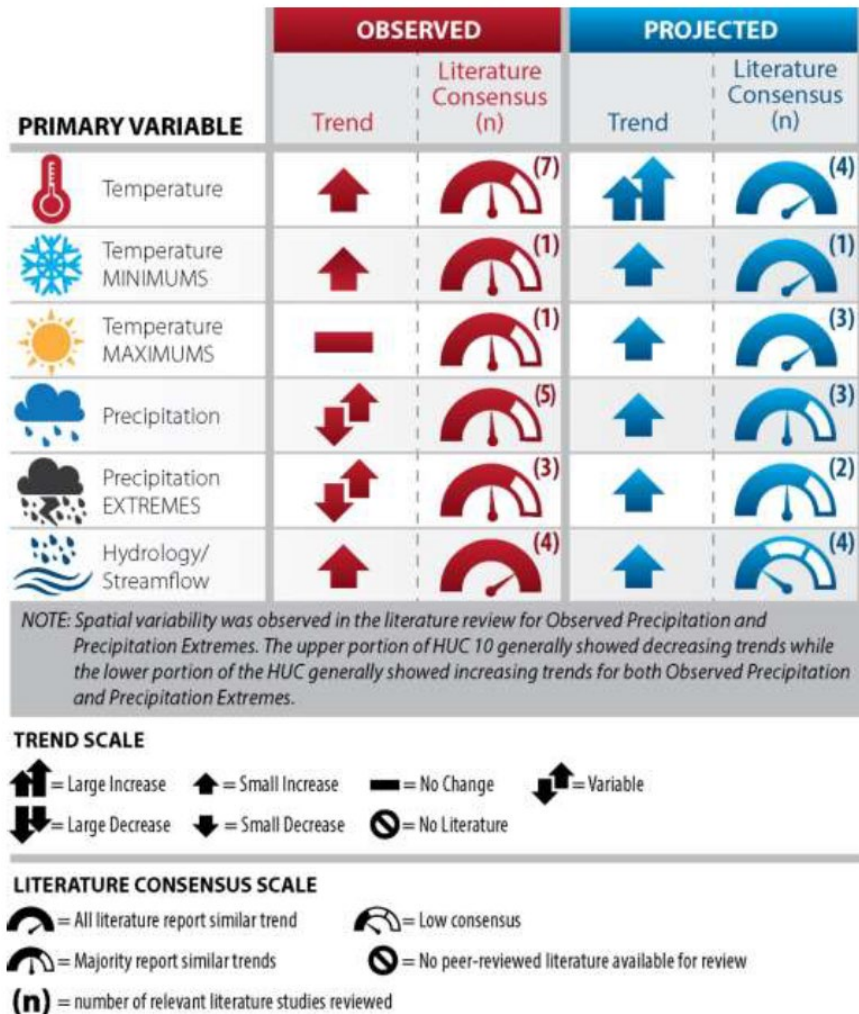 OBSERVED PROJECTED
PRIMARY VARIABLE Trend Literature Consensus (n) Trend Literature Consensus (n)
Temperature (7) (4)
Temperature MINIMUMS (1) (1)
Temperature MAXIMUMS (1) (3)
Precipitation (5) (3)
Precipitation EXTREMES (3) (2)
Hydrology/ Streamflow (4) (4)
NOTE: Spatial variability was observed in the literature review for Observed Precipitation and
Precipitation Extremes. The upper portion of HUC 10 generally showed decreasing trends while
the lower portion of the HUC generally showed increasing trends for both Observed Precipitation
and Precipitation Extremes.
TREND SCALE
= Large Increase = Small Increase = No Change = Variable
= Large Decrease = Small Decrease = No Literature
LITERATURE CONSENSUS SCALE
= All literature report similar trend = Low consensus
= Majority report similar trends = No peer-reviewed literature available for review
(n) = number of relevant literature studies reviewed